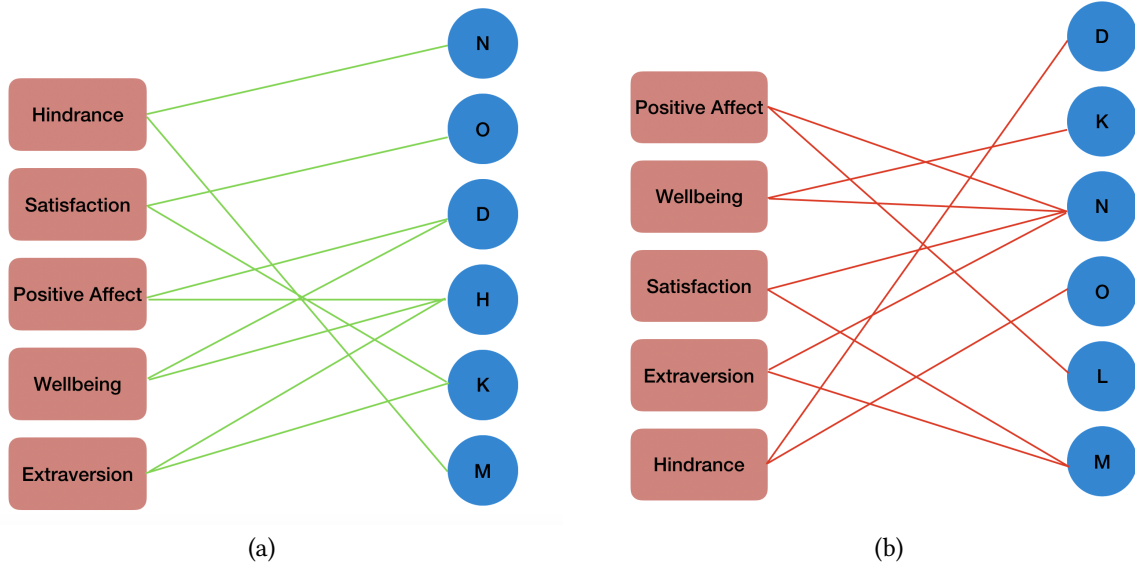 Hindrance
Satisfaction
Positive Affect
Wellbeing
Extraversion
N
O
D
H
K
M
(a)
Positive Affect
Wellbeing
Satisfaction
Extraversion
Hindrance
D
K
N
O
L
M
(b)